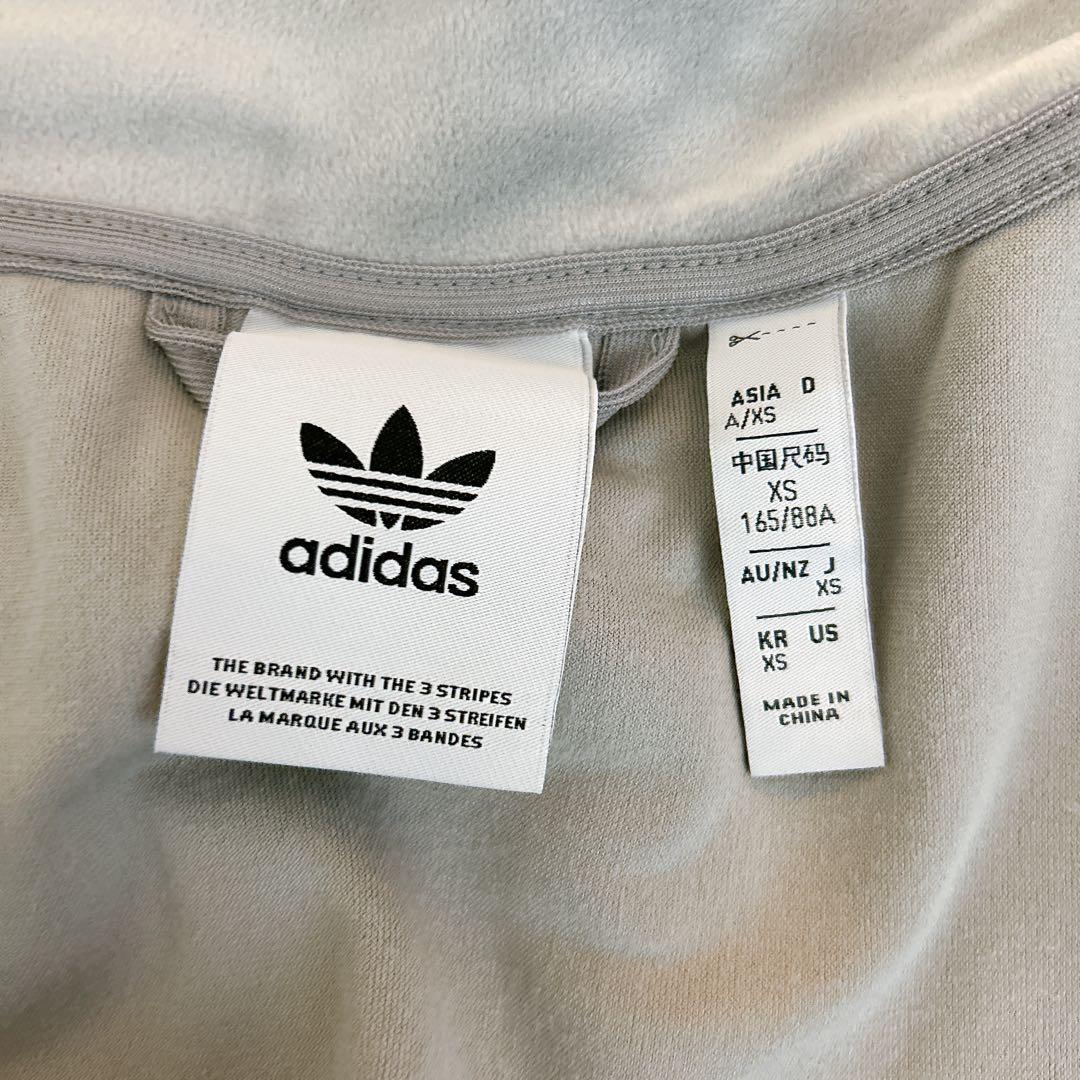 adidas
THE BRAND WITH THE 3 STRIPES
DIE WELTMARKE MIT DEN 3 STREIFEN
LA MARQUE AUX 3 BANDES
ASIA D
A/XS
中国尺码
XS
165/88A
AU/NZ J
XS
KR US
XS
MADE IN
CHINA